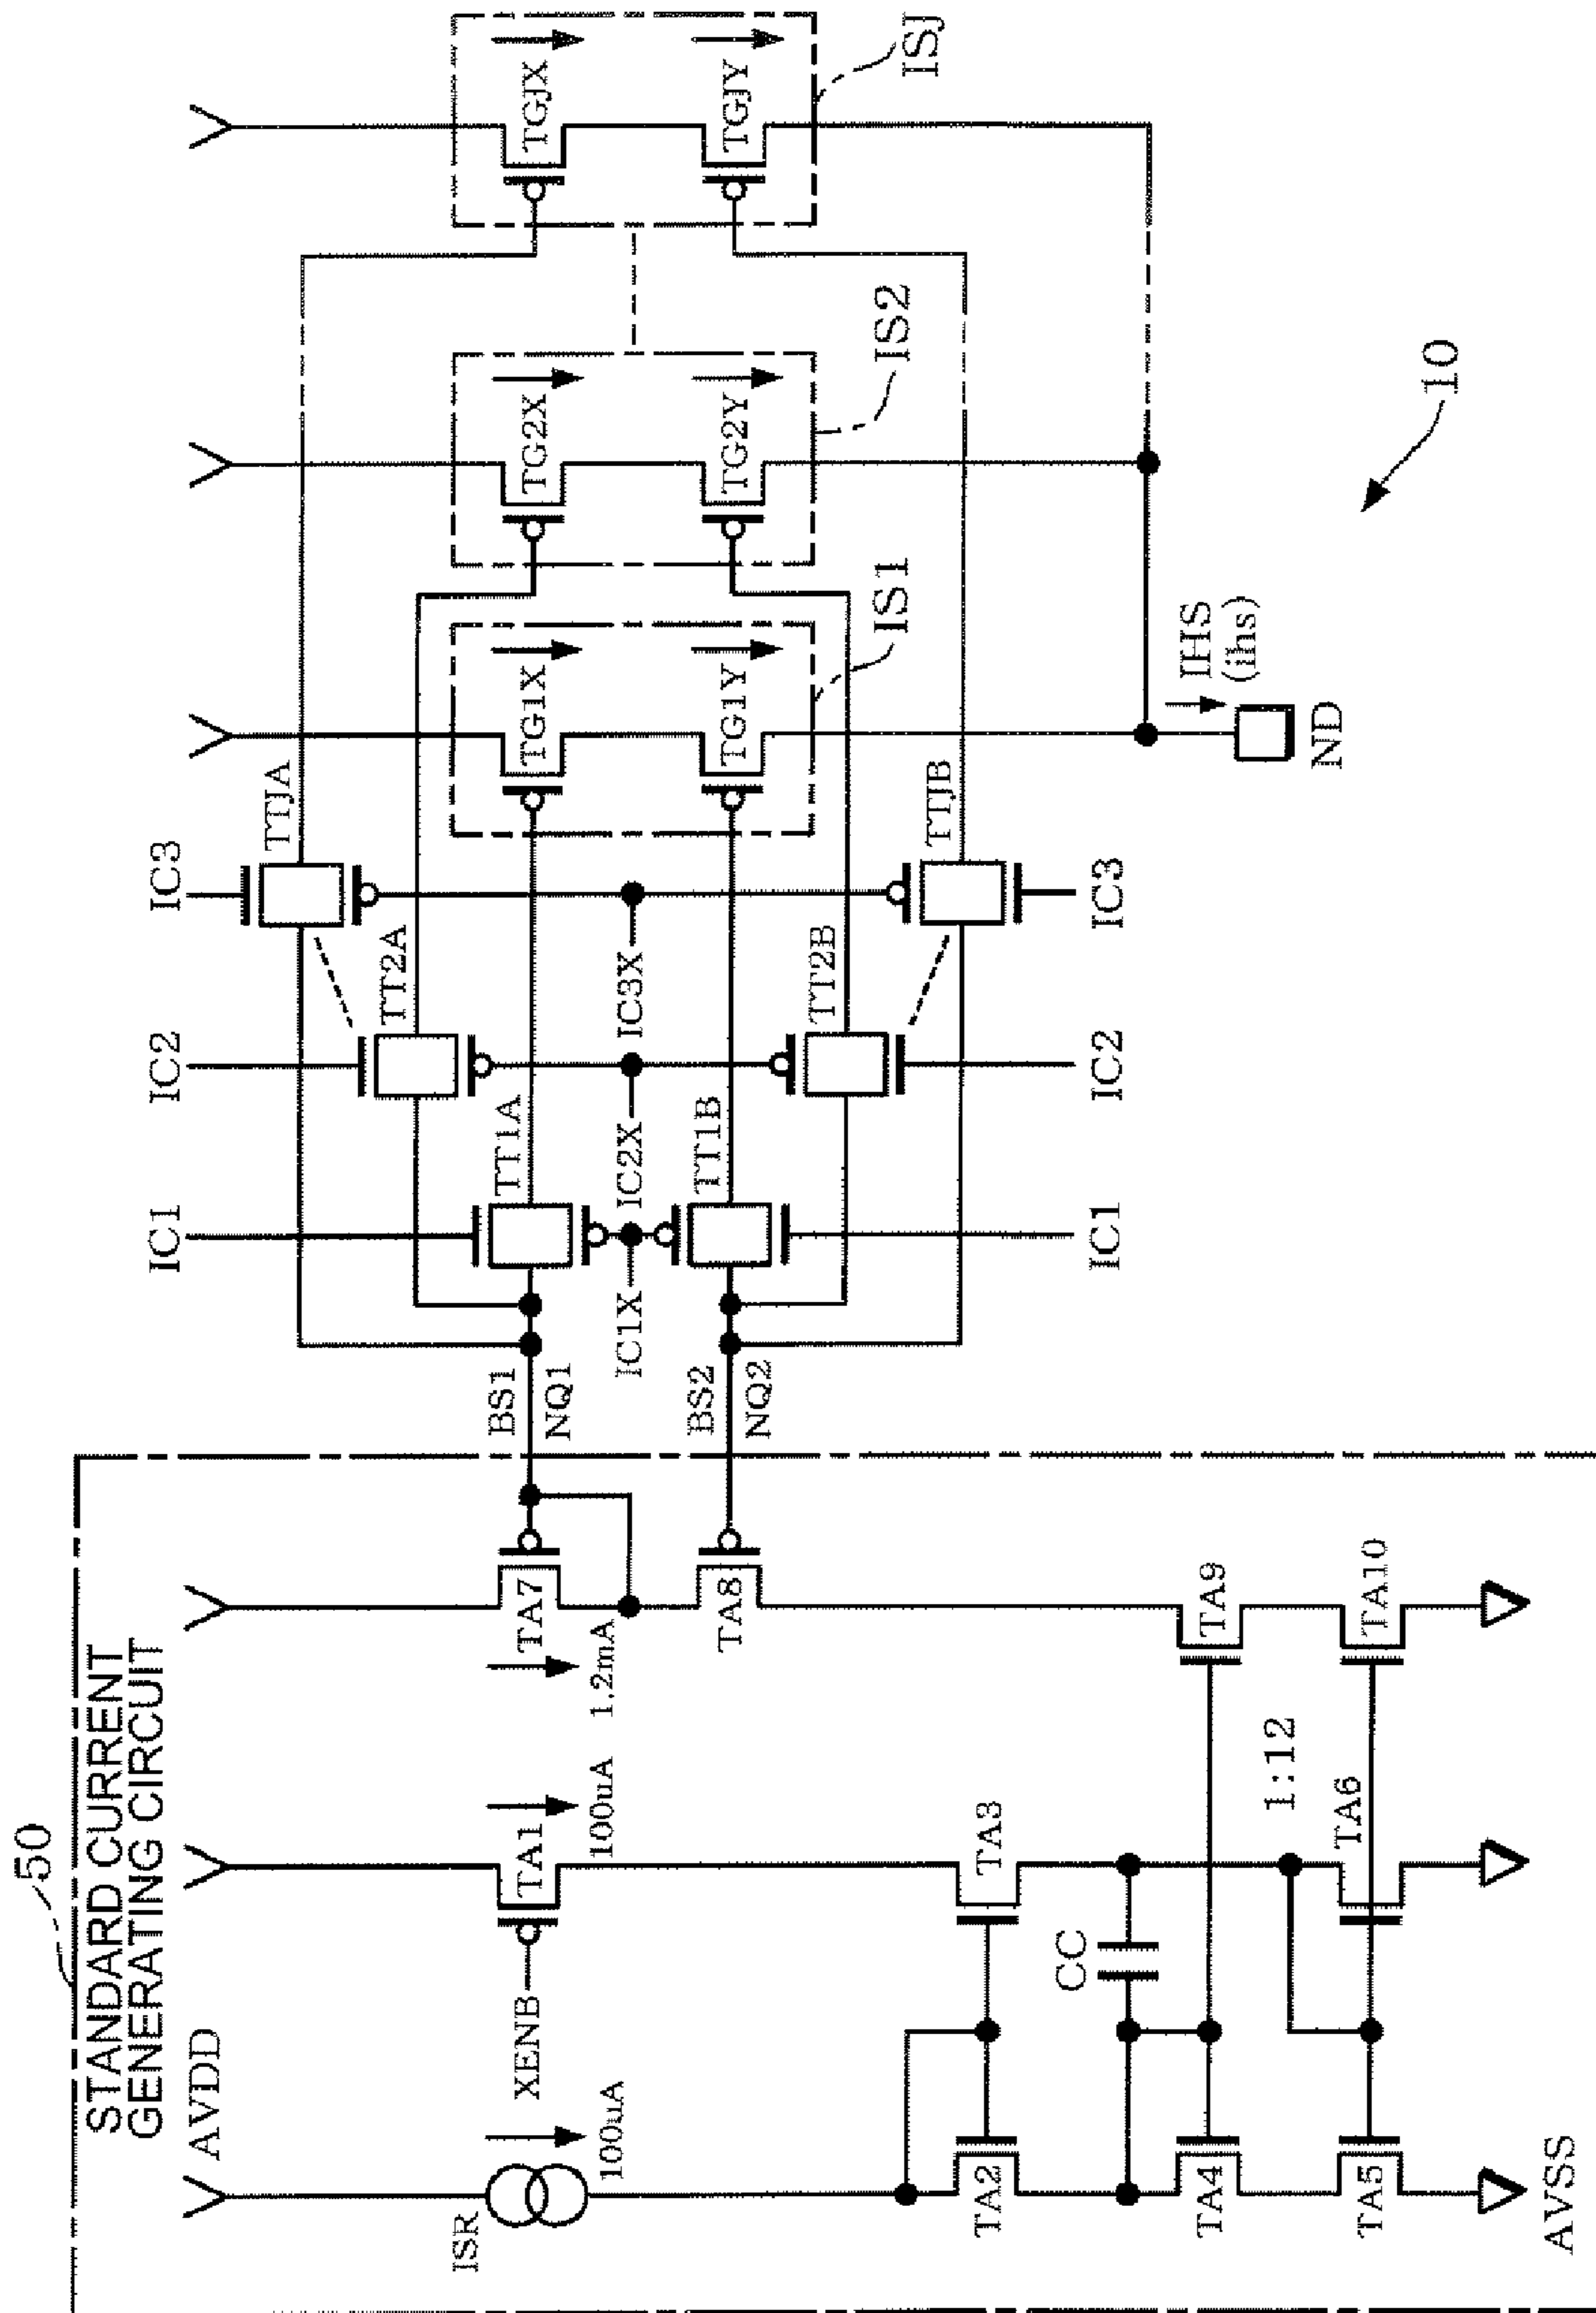 50
STANDARD CURRENT
GENERATING CIRCUIT
AVDD
ISR
100uA
XENB
TA1
100uA
TA7
1.2mA
TA8
TA2
TA3
CC
TA4
TA5
TA6
1:12
TA9
TA10
AVSS
BS1
NQ1
BS2
NQ2
IC1
IC2
IC3
TT1A
TT2A
TTJA
IC1X
IC2X
IC3X
TT1B
TT2B
TTJB
IC1
IC2
IC3
TG1X
TG1Y
IS1
TG2X
TG2Y
IS2
TGJX
TGJY
ISJ
IHS
(ihs)
ND
10